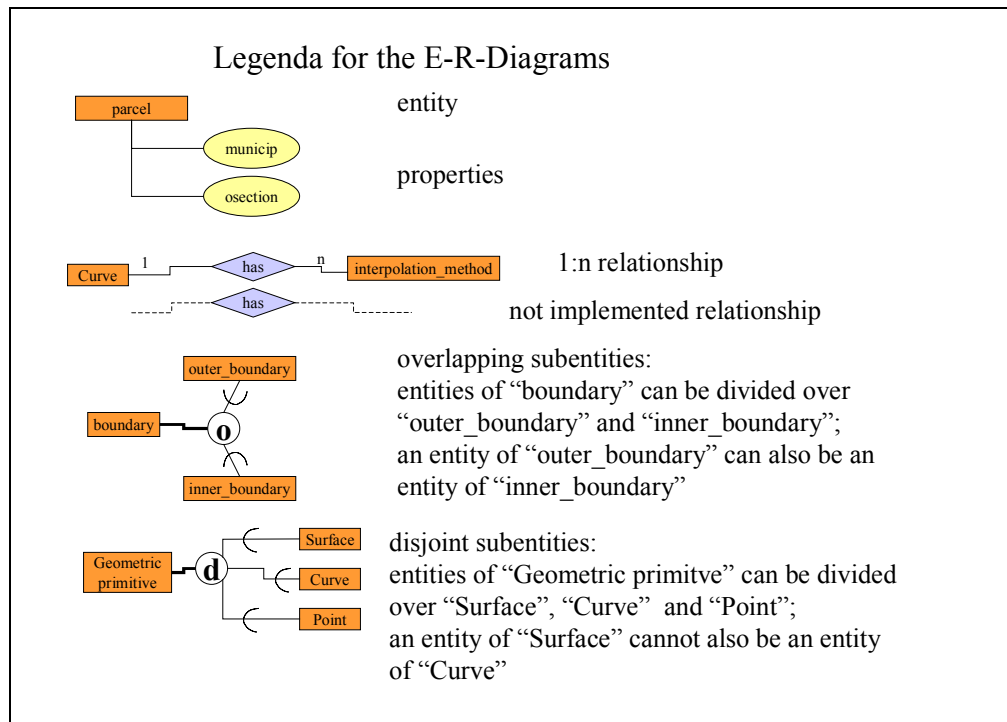 Legenda for the E-R-Diagrams
parcel
entity
municip
properties
osection
Curve
1
has
n
interpolation_method
1:n relationship
has
not implemented relationship
outer_boundary
boundary
o
inner_boundary
overlapping subentities:
entities of “boundary” can be divided over
“outer_boundary” and “inner_boundary”;
an entity of “outer_boundary” can also be an
entity of “inner_boundary”
Geometric
primitive
d
Surface
Curve
Point
disjoint subentities:
entities of “Geometric primitve” can be divided
over “Surface”, “Curve” and “Point”;
an entity of “Surface” cannot also be an entity
of “Curve”